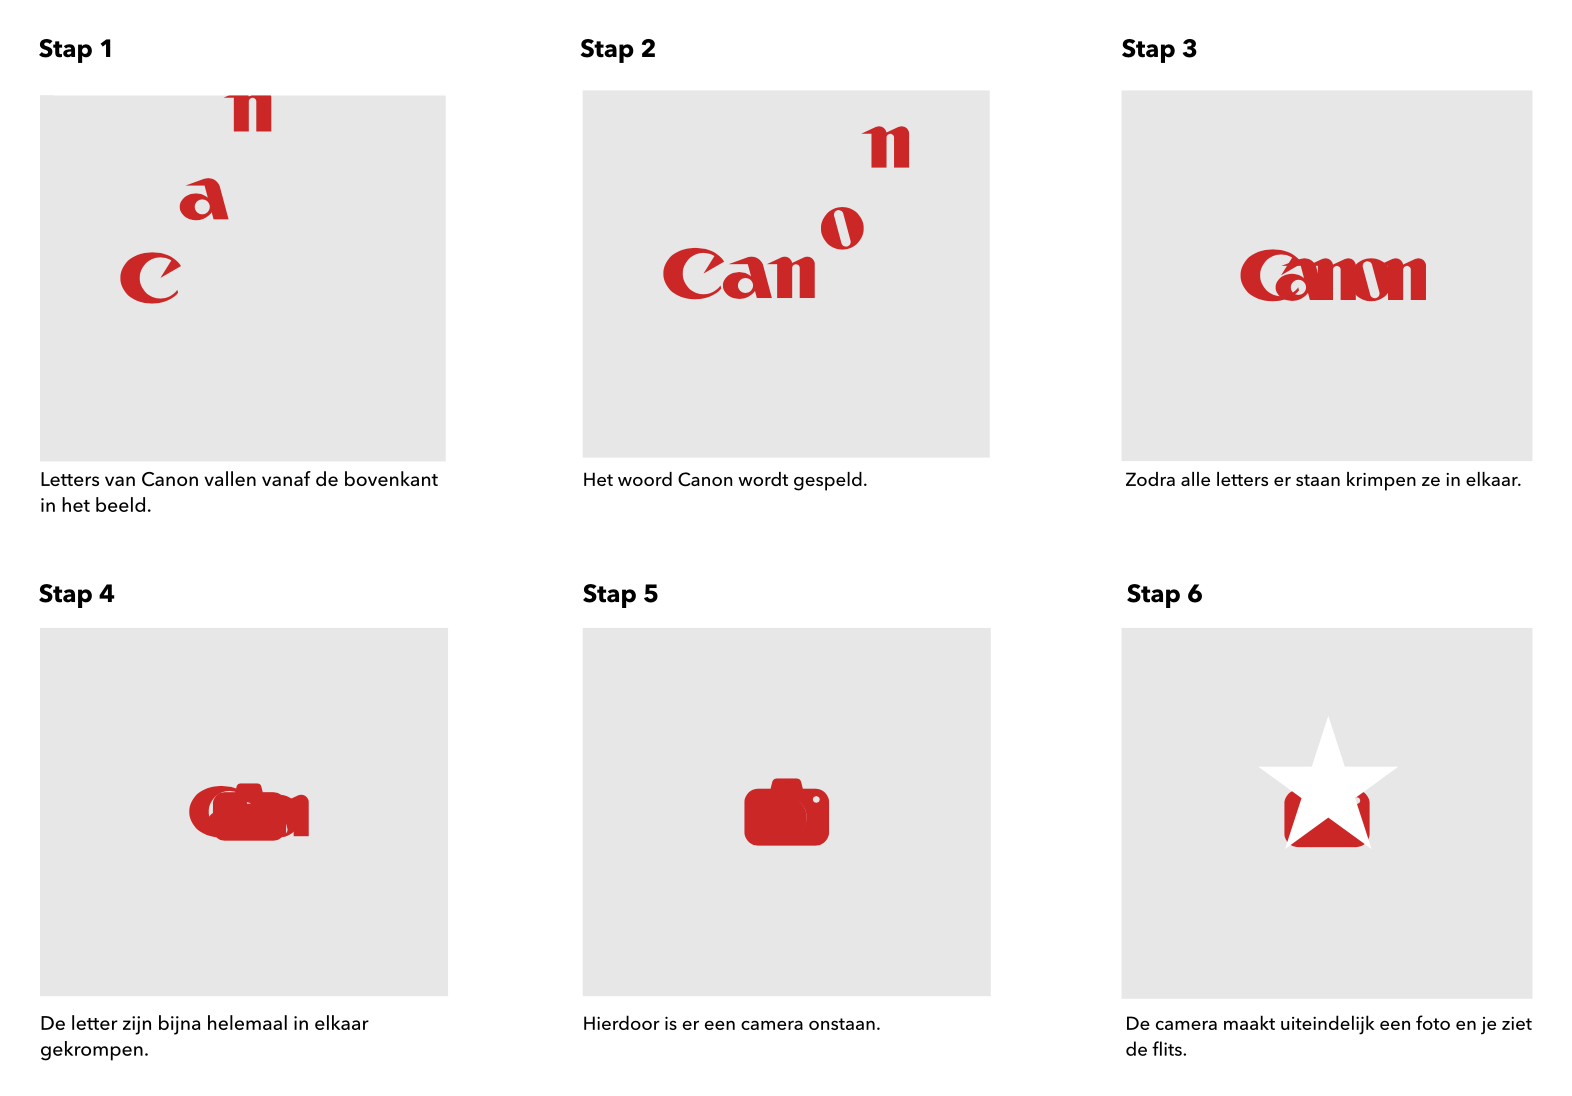 Stap 1
n
a
C
Letters van Canon vallen vanaf de bovenkant
in het beeld.
Stap 2
n
o
Can
Het woord Canon wordt gespeld.
Stap 3
Canon
Zodra alle letters er staan krimpen ze in elkaar.
Stap 4
De letter zijn bijna helemaal in elkaar
gekrompen.
Stap 5
Hierdoor is er een camera onstaan.
Stap 6
De camera maakt uiteindelijk een foto en je ziet
de flits.